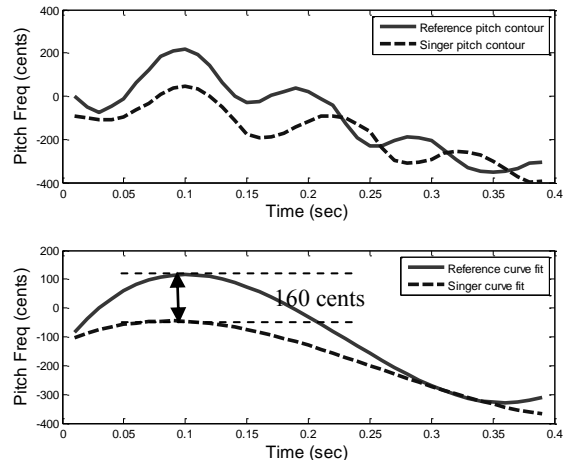 400
200
0
-200
-400
Pitch Freq (cents)
Reference pitch contour
Singer pitch contour
0 0.05 0.1 0.15 0.2 0.25 0.3 0.35 0.4
Time (sec)
200
100
0
-100
-200
-300
-400
Pitch Freq (cents)
Reference curve fit
Singer curve fit
160 cents
0 0.05 0.1 0.15 0.2 0.25 0.3 0.35 0.4
Time (sec)